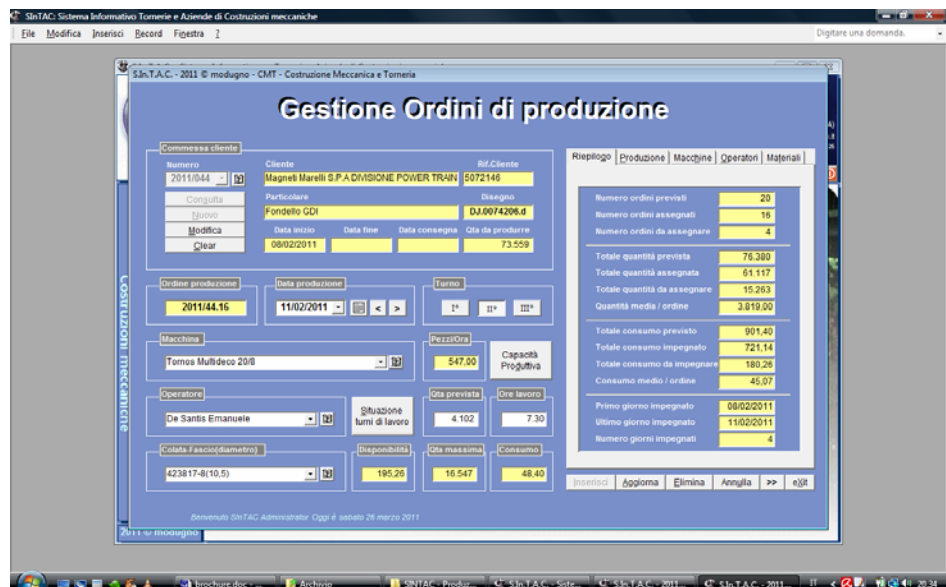 SInTAC: Sistema Informativo Tornerie e Aziende di Costruzioni meccaniche
File Modifica Inserisci Record Finestra ?
Digitare una domanda.
S.In.T.A.C. - 2011 © modugno - CMT - Costruzione Meccanica e Torneria
Gestione Ordini di produzione
Commessa cliente
Numero Cliente Rif.Cliente
2011/044 Magneti Marelli S.P.A DIVISIONE POWER TRAIN 5072146
Consulta
Nuovo
Modifica
Clear
Particolare Disegno
Fondello GDI DJ.0074206.d
Data inizio Data fine Data consegna Qta da produrre
08/02/2011 73.559
Ordine produzione Data produzione Turno
2011/44.16 11/02/2011 < > I° II° III°
Macchina Pezzi/Ora
Tornos Multideco 20/8 547,00 Capacità Produttiva
Operatore Qta prevista Ore lavoro
De Santis Emanuele Situazione turni di lavoro 4.102 7.30
Colata-Fascio(diametro) Disponibilità Qta massima Consumo
423817-8(10,5) 195,26 16.547 48,40
Riepilogo Produzione Macchine Operatori Materiali
Numero ordini previsti 20
Numero ordini assegnati 16
Numero ordini da assegnare 4
Totale quantità prevista 76.380
Totale quantità assegnata 61.117
Totale quantità da assegnare 15.263
Quantità media / ordine 3.819,00
Totale consumo previsto 901,40
Totale consumo impegnato 721,14
Totale consumo da impegnare 180,26
Consumo medio / ordine 45,07
Primo giorno impegnato 08/02/2011
Ultimo giorno impegnato 11/02/2011
Numero giorni impegnati 4
Inserisci Aggiorna Elimina Annulla >> eXit
Benvenuto SInTAC Administrator Oggi è sabato 26 marzo 2011
Costruzioni meccaniche
2011 © modugno
brochure.doc - ... Archivio SINTAC - Produz... S.In.T.A.C. - Siste... S.In.T.A.C. - 2011... S.In.T.A.C. - 2011... IT 20.34